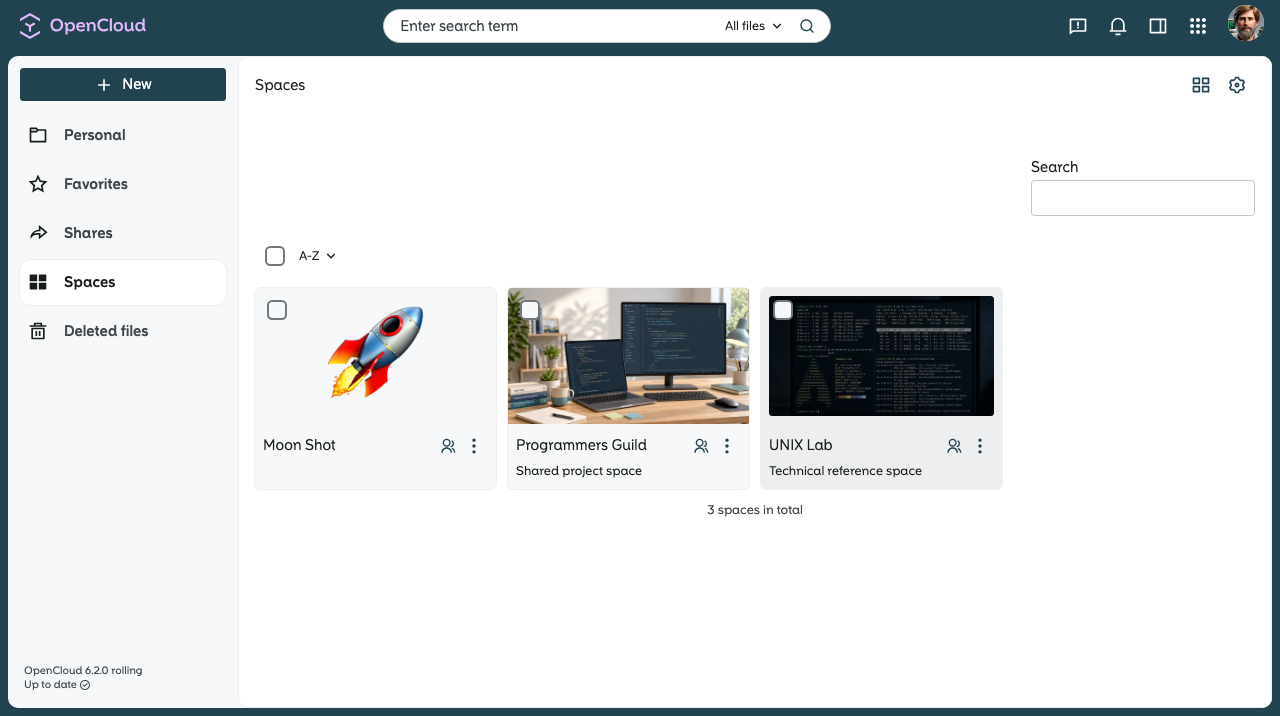 OpenCloud
Enter search term
All files
New
Personal
Favorites
Shares
Spaces
Deleted files
OpenCloud 6.2.0 rolling
Up to date
Spaces
Search
A-Z
Moon Shot
Programmers Guild
Shared project space
UNIX Lab
Technical reference space
3 spaces in total